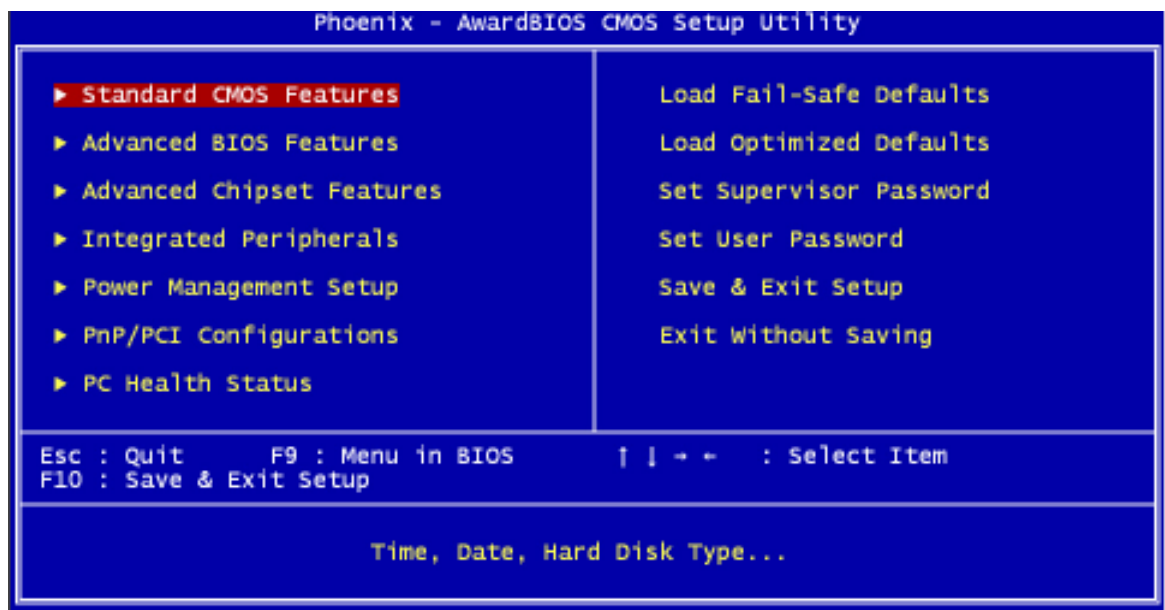 Phoenix - AwardBIOS CMOS Setup Utility
▶ Standard CMOS Features
▶ Advanced BIOS Features
▶ Advanced Chipset Features
▶ Integrated Peripherals
▶ Power Management Setup
▶ PnP/PCI Configurations
▶ PC Health Status
Load Fail-Safe Defaults
Load Optimized Defaults
Set Supervisor Password
Set User Password
Save & Exit Setup
Exit Without Saving
Esc : Quit F9 : Menu in BIOS ↑ ↓ → ← : Select Item
F10 : Save & Exit Setup
Time, Date, Hard Disk Type...